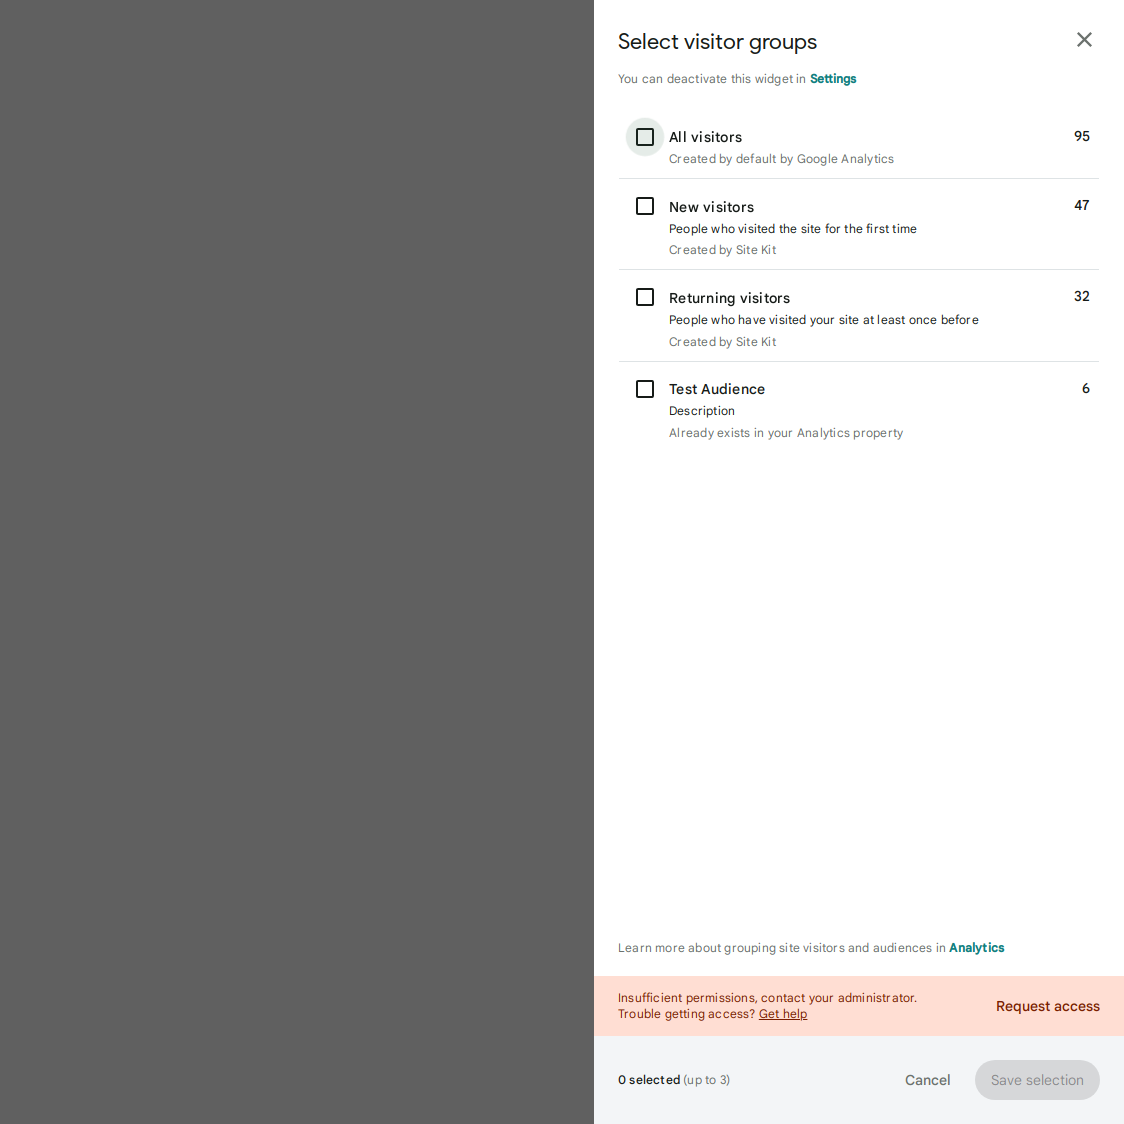 Select visitor groups
You can deactivate this widget in Settings
All visitors 95
Created by default by Google Analytics
New visitors 47
People who visited the site for the first time
Created by Site Kit
Returning visitors 32
People who have visited your site at least once before
Created by Site Kit
Test Audience 6
Description
Already exists in your Analytics property
Learn more about grouping site visitors and audiences in Analytics
Insufficient permissions, contact your administrator.
Trouble getting access? Get help
Request access
0 selected (up to 3) Cancel Save selection